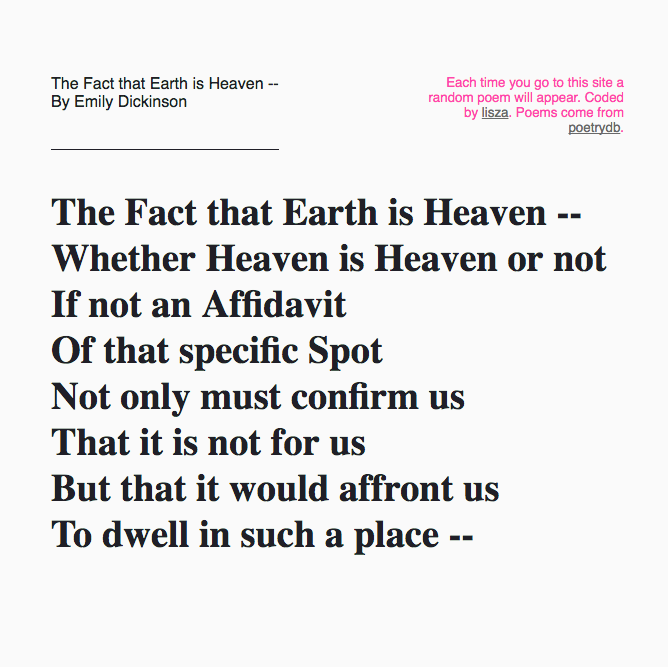 The Fact that Earth is Heaven --
By Emily Dickinson
Each time you go to this site a
random poem will appear. Coded
by lisza. Poems come from
poetrydb.
The Fact that Earth is Heaven --
Whether Heaven is Heaven or not
If not an Affidavit
Of that specific Spot
Not only must confirm us
That it is not for us
But that it would affront us
To dwell in such a place --